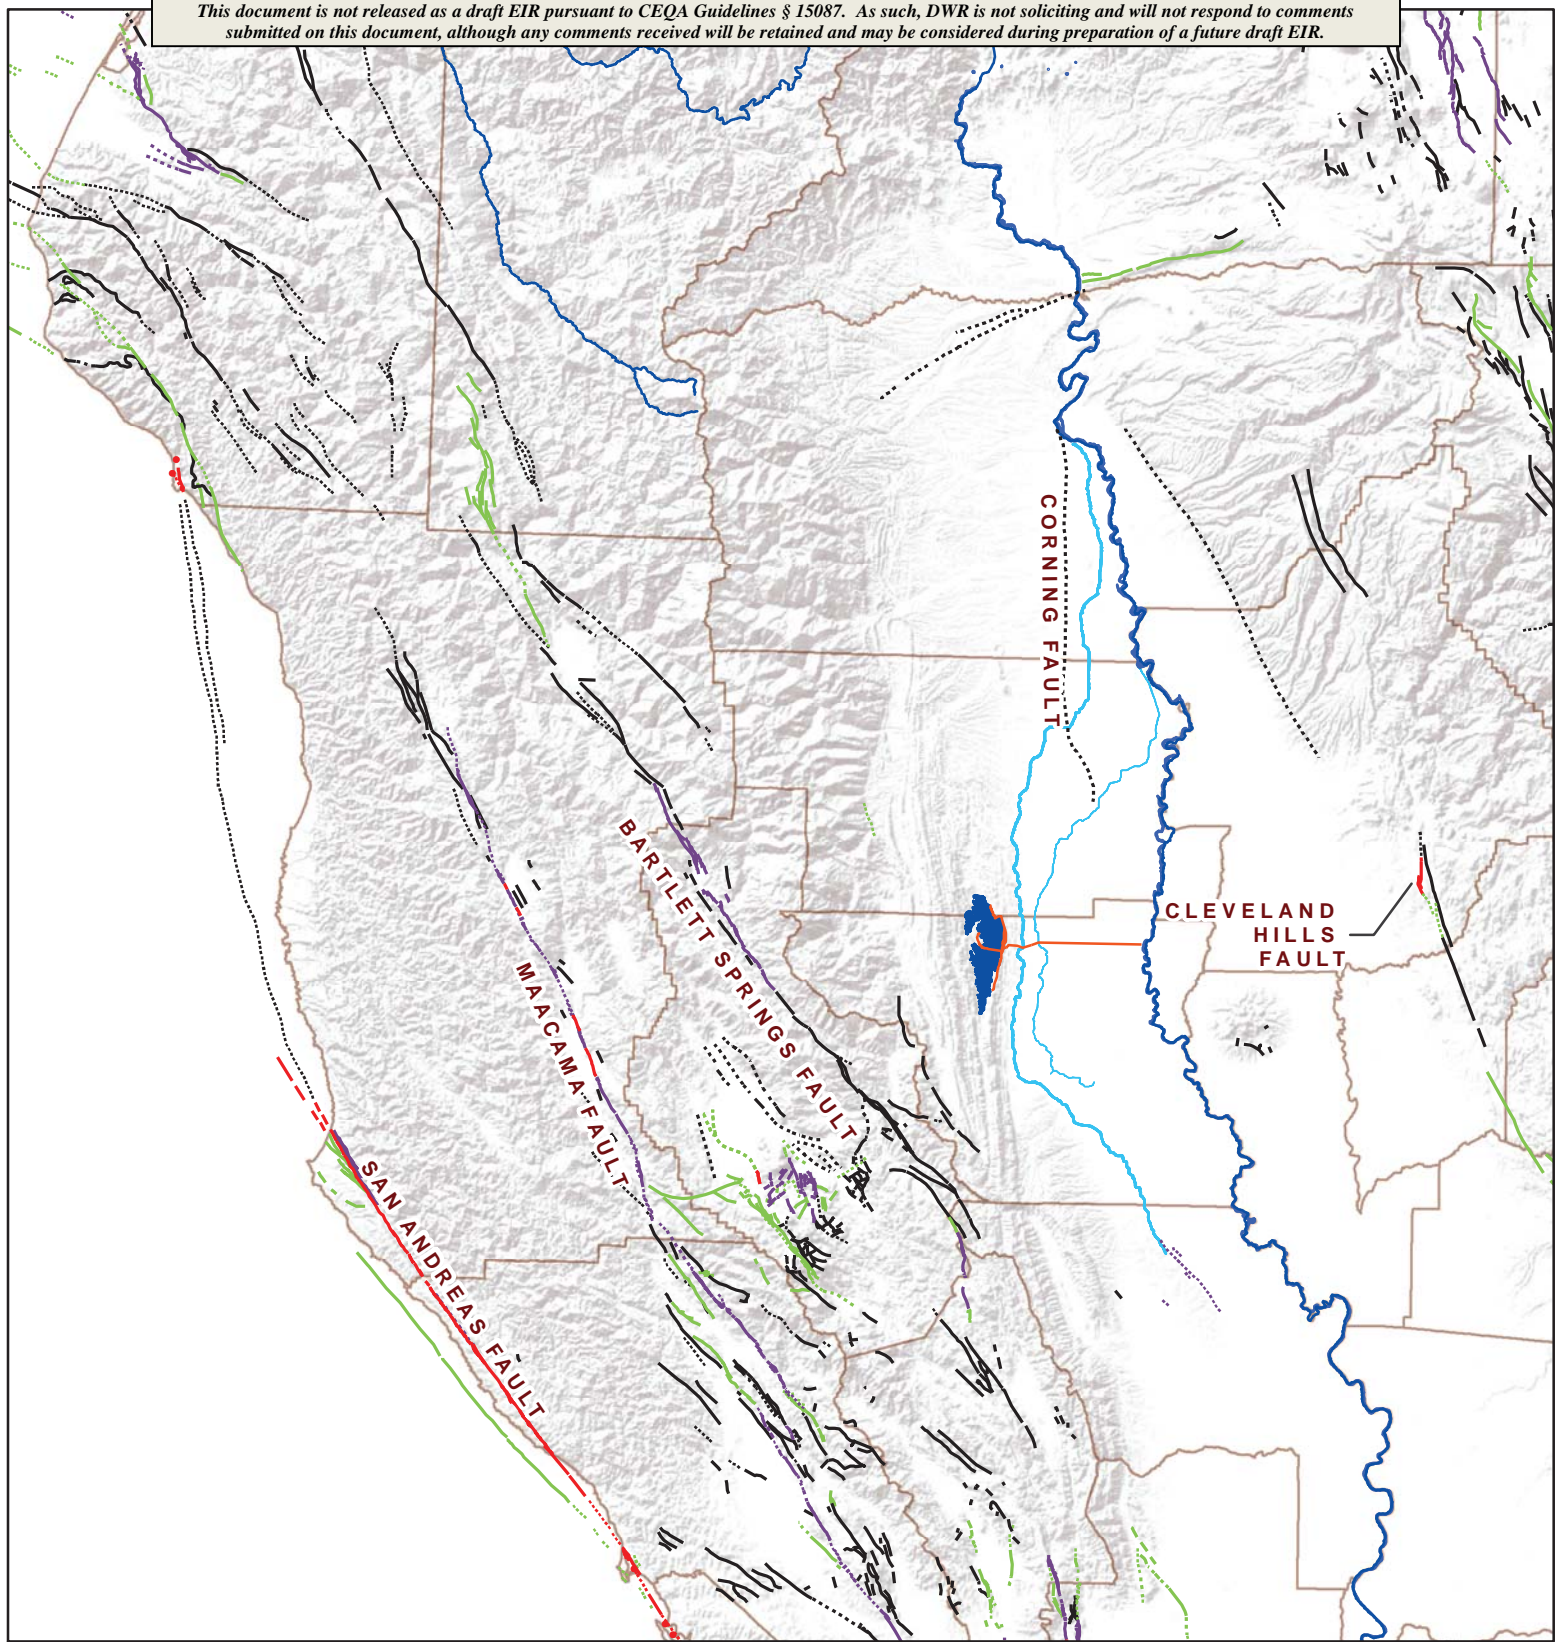 This document is not released as a draft EIR pursuant to CEQA Guidelines § 15087. As such, DWR is not soliciting and will not respond to comments
submitted on this document, although any comments received will be retained and may be considered during preparation of a future draft EIR.
CORNING FAULT
BARTLETT SPRINGS FAULT
CLEVELAND
HILLS
FAULT
MAACAMA FAULT
SAN ANDREAS FAULT